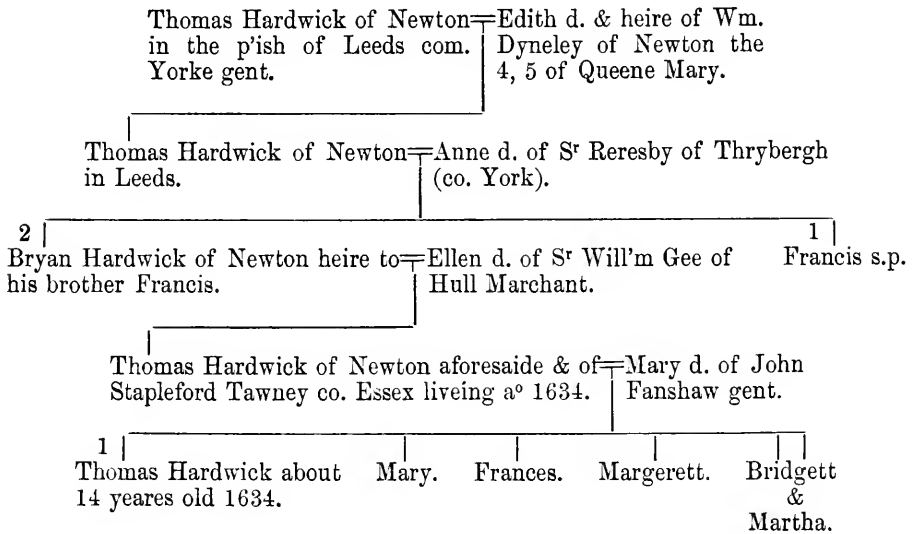 Thomas Hardwick of Newton Edith d. & heire of Wm.
in the p'ish of Leeds com. Dyneley of Newton the
Yorke gent. 4, 5 of Queene Mary.
Thomas Hardwick of Newton Anne d. of Sʳ Reresby of Thrybergh
in Leeds. (co. York).
2 1
Bryan Hardwick of Newton heire to Ellen d. of Sʳ Will'm Gee of Francis s.p.
his brother Francis. Hull Marchant.
Thomas Hardwick of Newton aforesaide & of Mary d. of John
Stapleford Tawney co. Essex liveing aº 1634. Fanshaw gent.
1
Thomas Hardwick about Mary. Frances. Margerett. Bridgett
14 yeares old 1634. &
Martha.